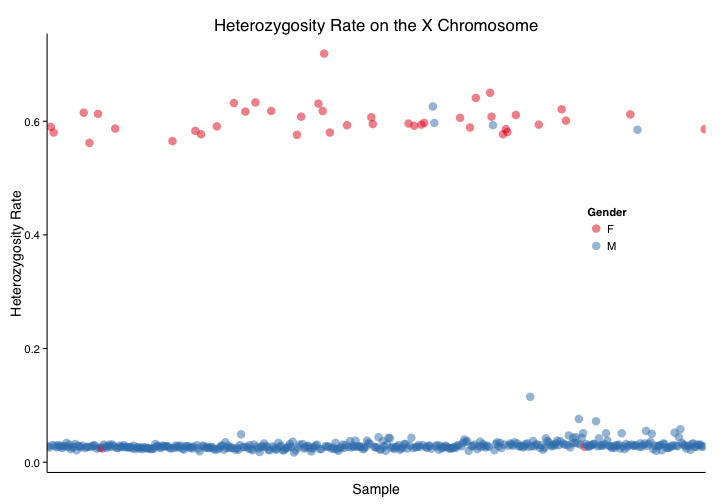 Heterozygosity Rate on the X Chromosome
Heterozygosity Rate
0.6
0.4
0.2
0.0
Gender
F
M
Sample